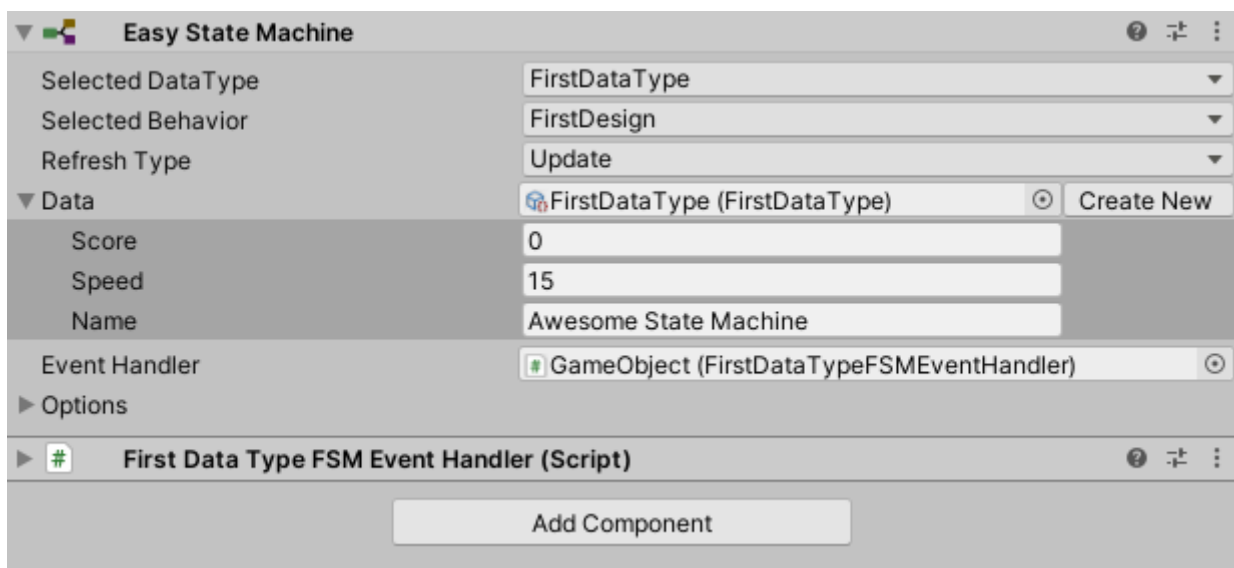 Easy State Machine
Selected DataType FirstDataType
Selected Behavior FirstDesign
Refresh Type Update
Data FirstDataType (FirstDataType) Create New
Score 0
Speed 15
Name Awesome State Machine
Event Handler # GameObject (FirstDataTypeFSMEventHandler)
Options
# First Data Type FSM Event Handler (Script)
Add Component